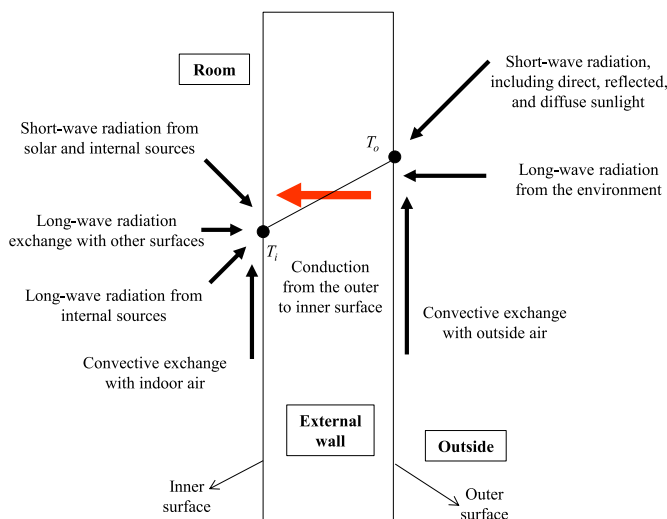 Room
Short-wave radiation from
solar and internal sources
Long-wave radiation
exchange with other surfaces
Long-wave radiation from
internal sources
Convective exchange
with indoor air
Inner
surface
T_i
T_o
Conduction
from the outer
to inner surface
External
wall
Short-wave radiation,
including direct, reflected,
and diffuse sunlight
Long-wave radiation
from the environment
Convective exchange
with outside air
Outside
Outer
surface